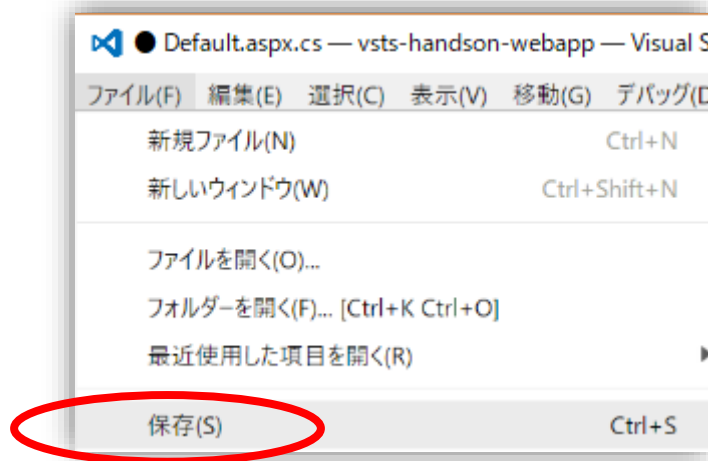 ● Default.aspx.cs — vsts-handson-webapp — Visual S
ファイル(F) 編集(E) 選択(C) 表示(V) 移動(G) デバッグ(D
新規ファイル(N) Ctrl+N
新しいウィンドウ(W) Ctrl+Shift+N
ファイルを開く(O)...
フォルダーを開く(F)... [Ctrl+K Ctrl+O]
最近使用した項目を開く(R)
保存(S) Ctrl+S